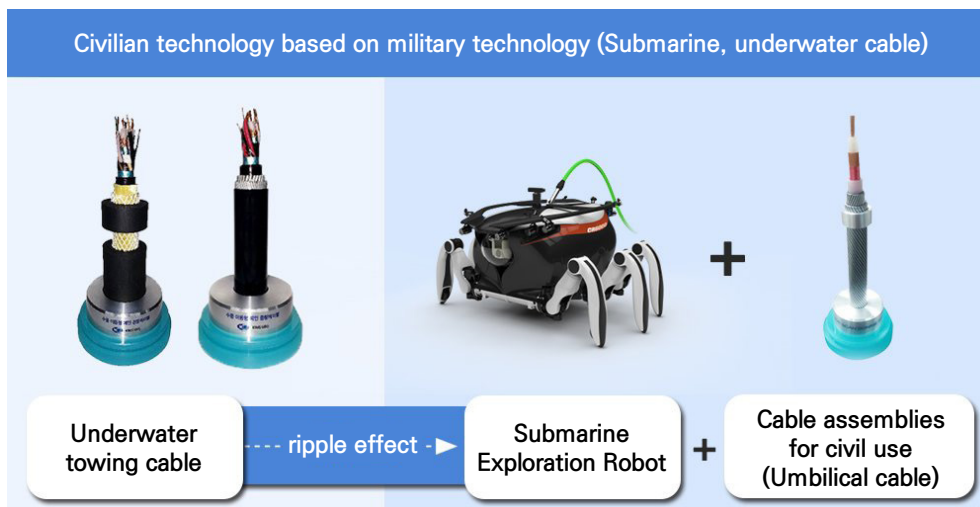 Civilian technology based on military technology (Submarine, underwater cable)
+
Underwater
towing cable
ripple effect
Submarine
Exploration Robot
+
Cable assemblies
for civil use
(Umbilical cable)